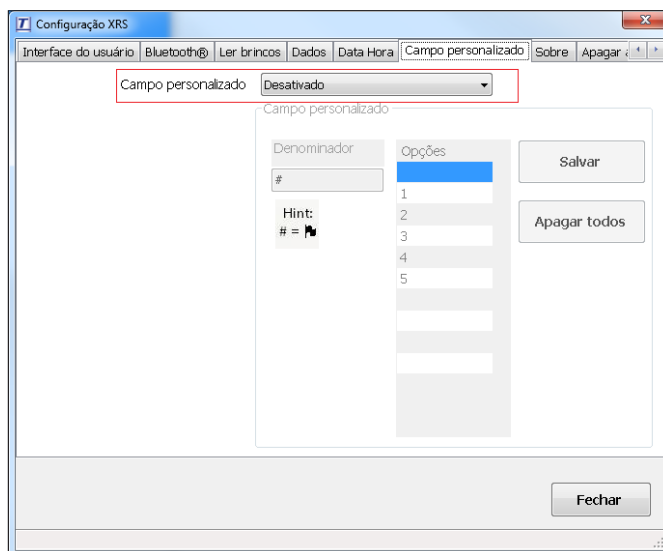 Configuração XRS
Interface do usuário Bluetooth® Ler brincos Dados Data Hora Campo personalizado Sobre Apagar
Campo personalizado Desativado
Campo personalizado
Denominador
#
Hint:
# =
Opções
1
2
3
4
5
Salvar
Apagar todos
Fechar